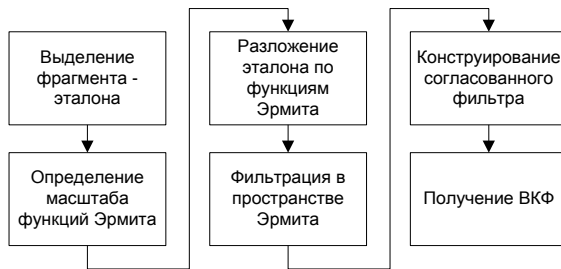 Выделение
фрагмента -
эталона
Определение
масштаба
функций Эрмита
Разложение
эталона по
функциям
Эрмита
Фильтрация в
пространстве
Эрмита
Конструирование
согласованного
фильтра
Получение ВКФ